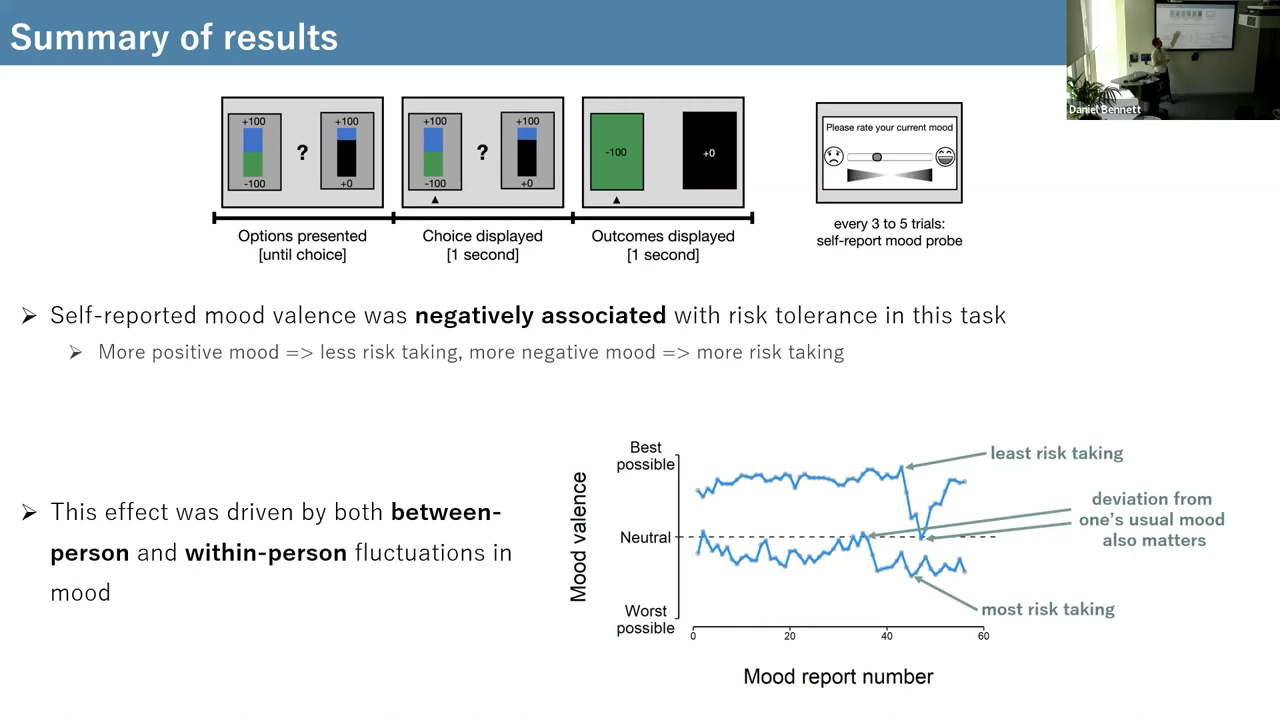 Summary of results
Daniel Bennett
+100
+100
?
-100
+0
+100
+100
?
-100
+0
-100
+0
Please rate your current mood
Options presented
[until choice]
Choice displayed
[1 second]
Outcomes displayed
[1 second]
every 3 to 5 trials:
self-report mood probe
Self-reported mood valence was negatively associated with risk tolerance in this task
More positive mood => less risk taking, more negative mood => more risk taking
This effect was driven by both between-
person and within-person fluctuations in
mood
Mood valence
Best
possible
Neutral
Worst
possible
0
20
40
60
Mood report number
least risk taking
deviation from
one's usual mood
also matters
most risk taking